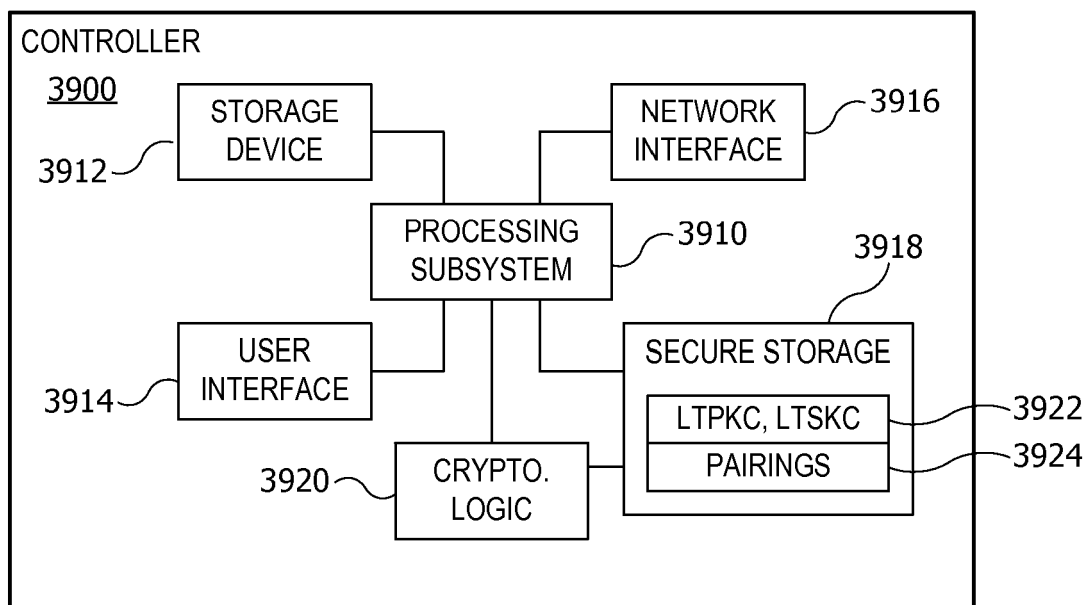 CONTROLLER
3900
STORAGE
DEVICE
3912
NETWORK
INTERFACE
3916
PROCESSING
SUBSYSTEM
3910
3918
USER
INTERFACE
3914
SECURE STORAGE
LTPKC, LTSKC
3922
PAIRINGS
3924
CRYPTO.
LOGIC
3920